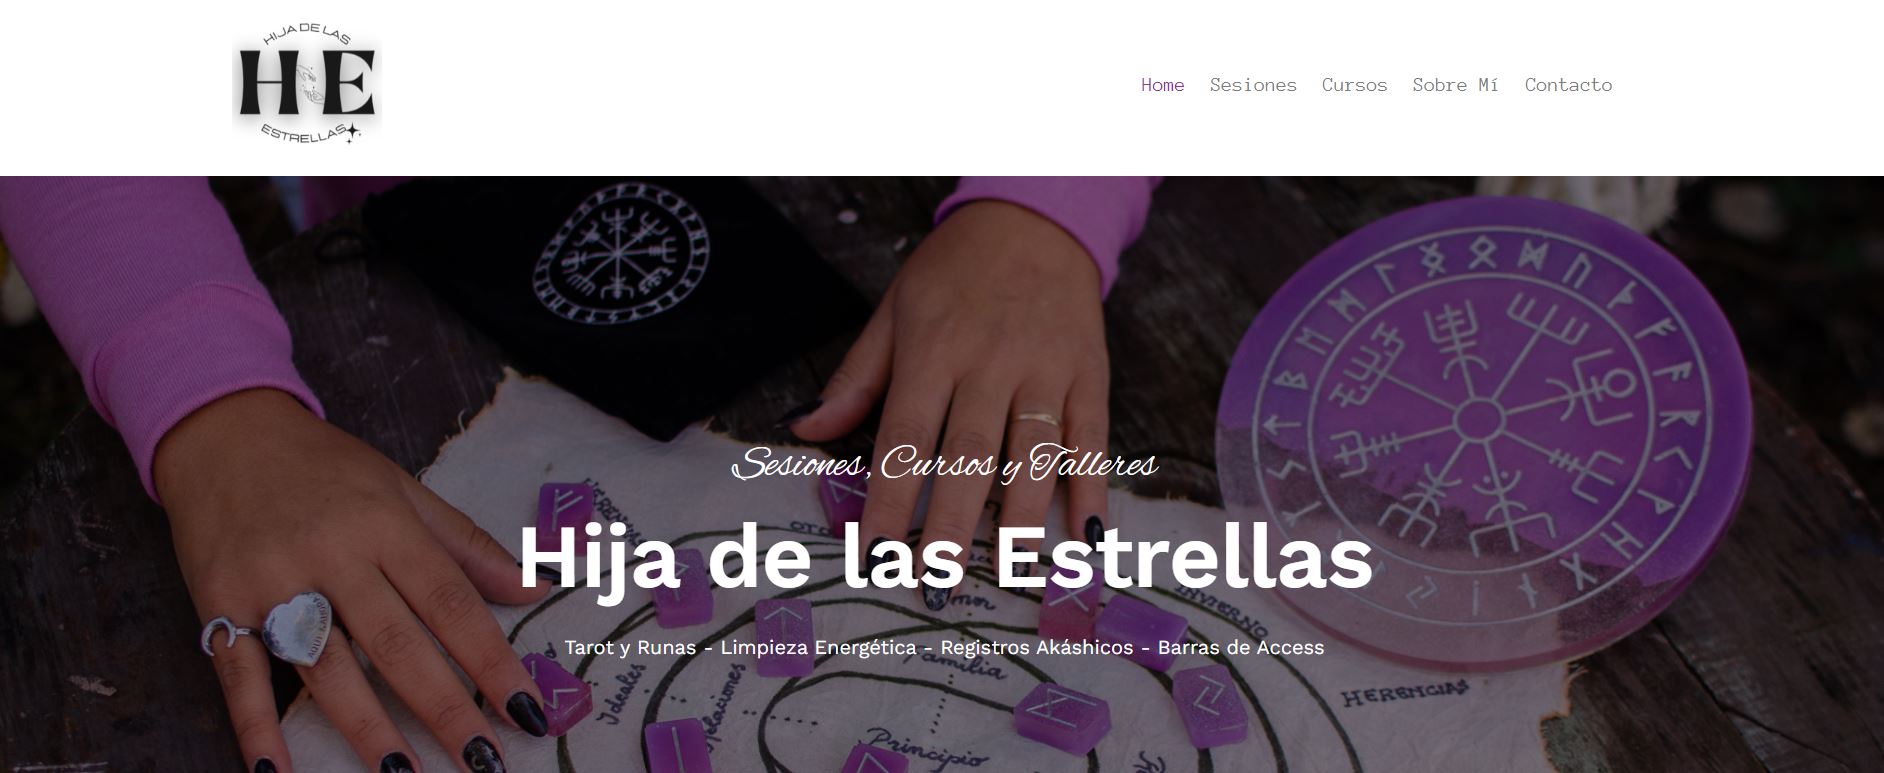 HIJA DE LAS
HE
ESTRELLAS
Home Sesiones Cursos Sobre Mí Contacto
Sesiones, Cursos y Talleres
Hija de las Estrellas
Tarot y Runas - Limpieza Energética - Registros Akáshicos - Barras de Access
INVIERNO
Amor
Familia
Ideales
Relaciones
HERENCIAS
Principio